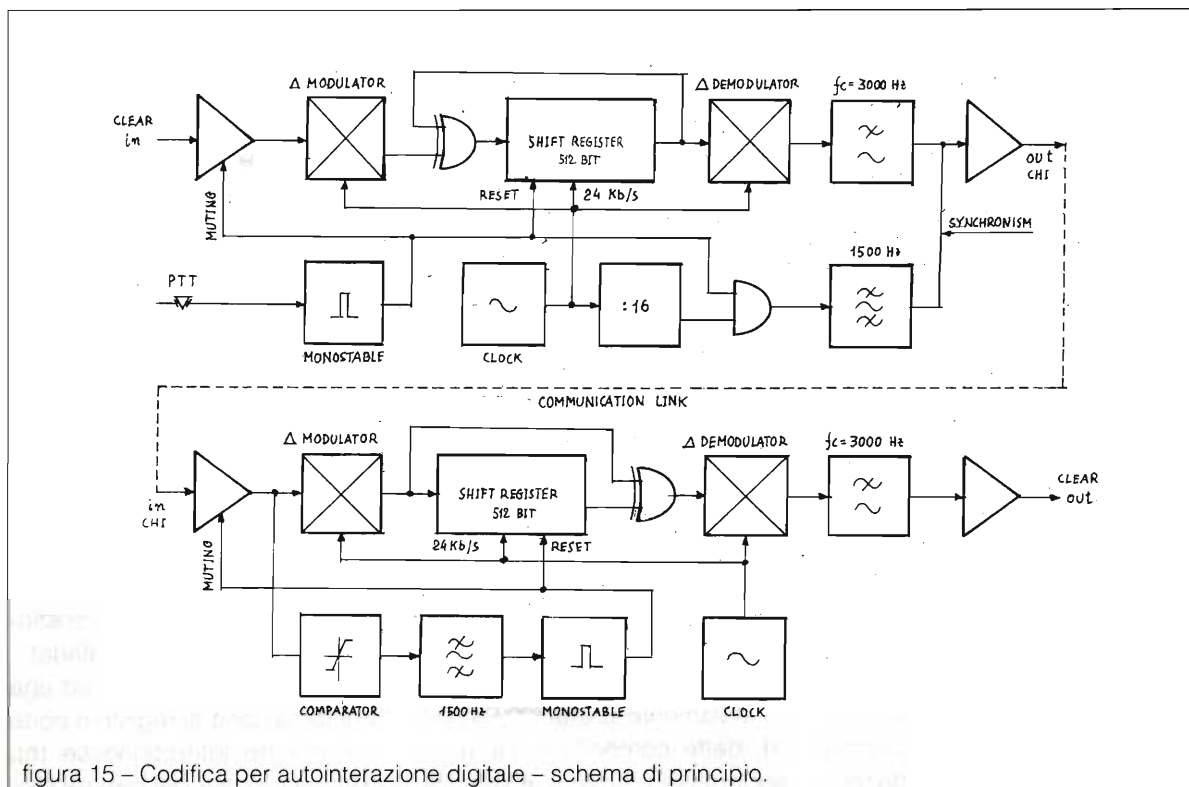 Δ MODULATOR
Δ DEMODULATOR
fc= 3000 Hz
CLEAR
in
SHIFT REGISTER
512 BIT
OUT
CHI
MUTING
RESET
24 Kb/s
SYNCHRONISM
PTT
1500 Hz
:16
MONOSTABLE
CLOCK
COMMUNICATION LINK
Δ MODULATOR
Δ DEMODULATOR
fc= 3000 Hz
in
CHI
SHIFT REGISTER
512 BIT
CLEAR
out
MUTING
24Kb/s
RESET
COMPARATOR
1500Hz
MONOSTABLE
CLOCK
figura 15 – Codifica per autointerazione digitale – schema di principio.